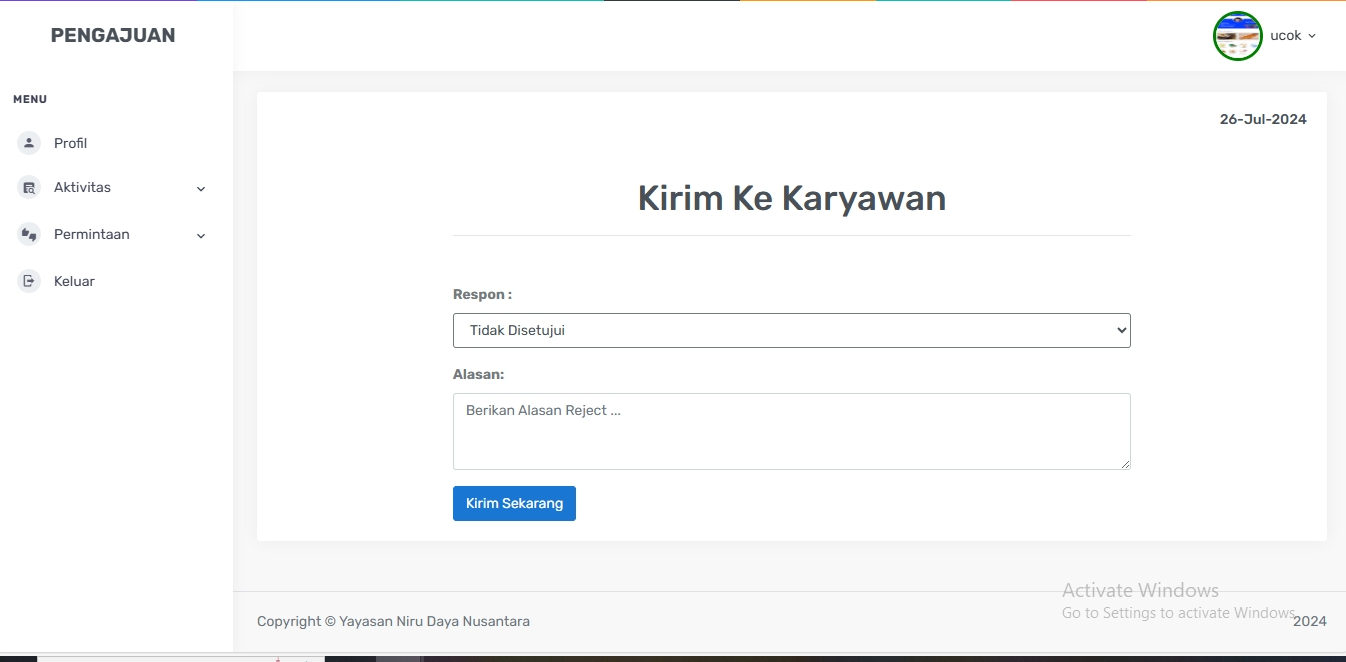 PENGAJUAN
ucok
MENU
Profil
Aktivitas
Permintaan
Keluar
26-Jul-2024
Kirim Ke Karyawan
Respon :
Tidak Disetujui
Alasan:
Berikan Alasan Reject ...
Kirim Sekarang
Activate Windows
Go to Settings to activate Windows.
Copyright © Yayasan Niru Daya Nusantara
2024